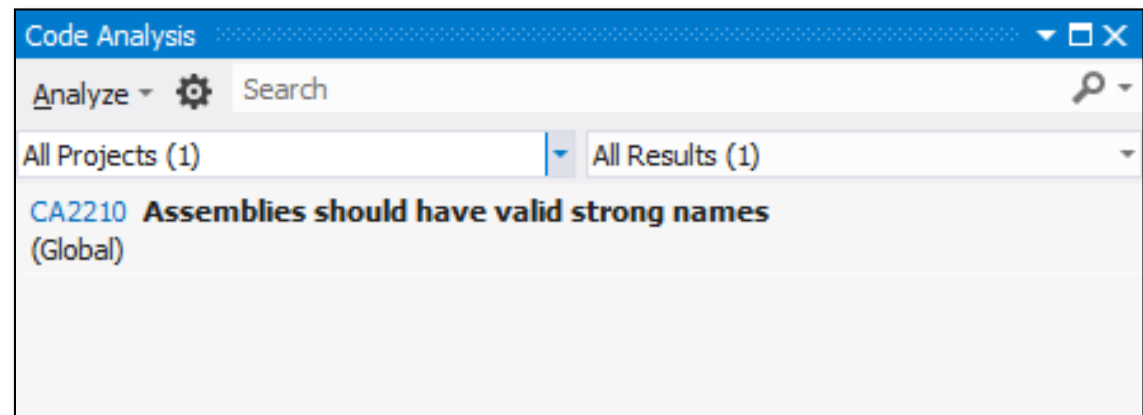 Code Analysis
Analyze Search
All Projects (1) All Results (1)
CA2210 Assemblies should have valid strong names
(Global)